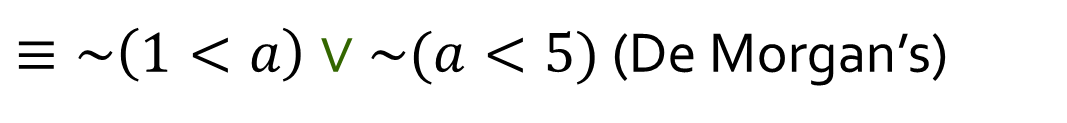 ≡ ~(1 < a) ∨ ~(a < 5) (De Morgan’s)